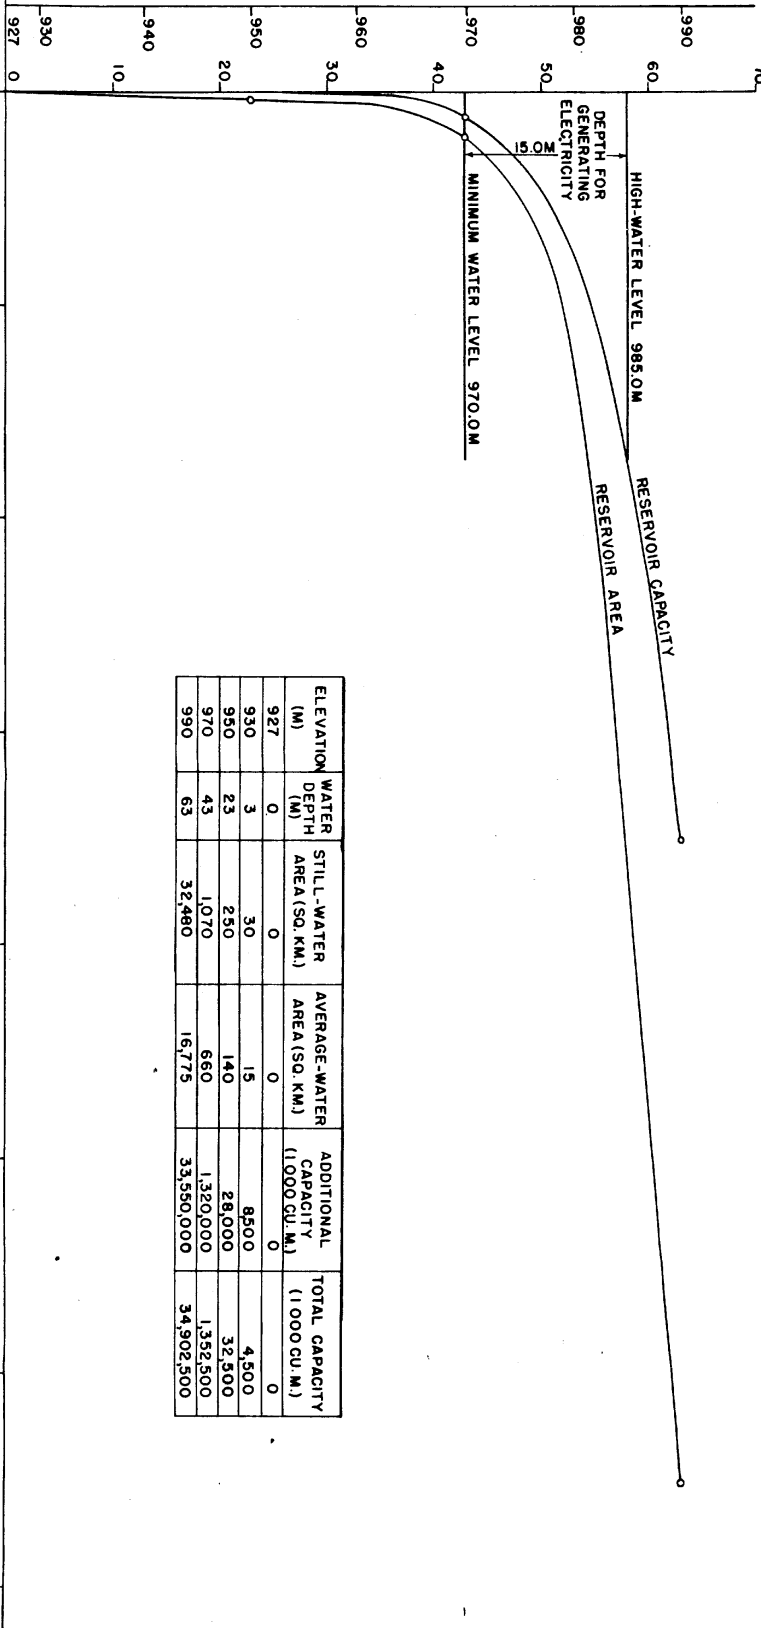 990
980
970
960
950
940
930
927
60
50
40
30
20
10
0
HIGH-WATER LEVEL 985.0M
DEPTH FOR
GENERATING
ELECTRICITY
15.0M
MINIMUM WATER LEVEL 970.0M
RESERVOIR CAPACITY
RESERVOIR AREA
ELEVATION (M) WATER DEPTH (M) STILL-WATER AREA (SQ. KM.) AVERAGE-WATER AREA (SQ. KM.) ADDITIONAL CAPACITY (1 000 CU. M.) TOTAL CAPACITY (1 000 CU. M.)
927 0 0 0 0 0
930 3 30 15 8,500 4,500
950 23 250 140 28,000 32,500
970 43 1,070 660 1,320,000 1,352,500
990 63 32,480 16,775 33,550,000 34,902,500